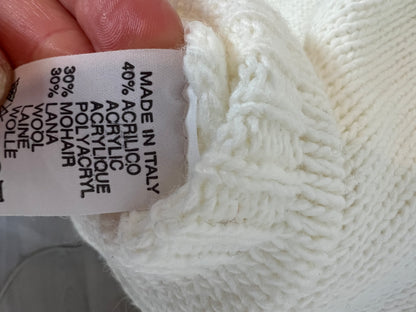 MADE IN ITALY
40% ACRILICO
ACRYLIC
ACRYLIQUE
POLYACRYL
30% MOHAIR
30% LANA
WOOL
LAINE
WOLLE